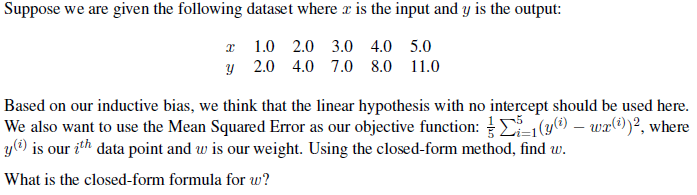 Suppose we are given the following dataset where x is the input and y is the output:
x 1.0 2.0 3.0 4.0 5.0
y 2.0 4.0 7.0 8.0 11.0
Based on our inductive bias, we think that the linear hypothesis with no intercept should be used here.
We also want to use the Mean Squared Error as our objective function: 1/5 ∑_{i=1}^{5}(y^{(i)} − wx^{(i)})^2, where
y^{(i)} is our i^{th} data point and w is our weight. Using the closed-form method, find w.
What is the closed-form formula for w?